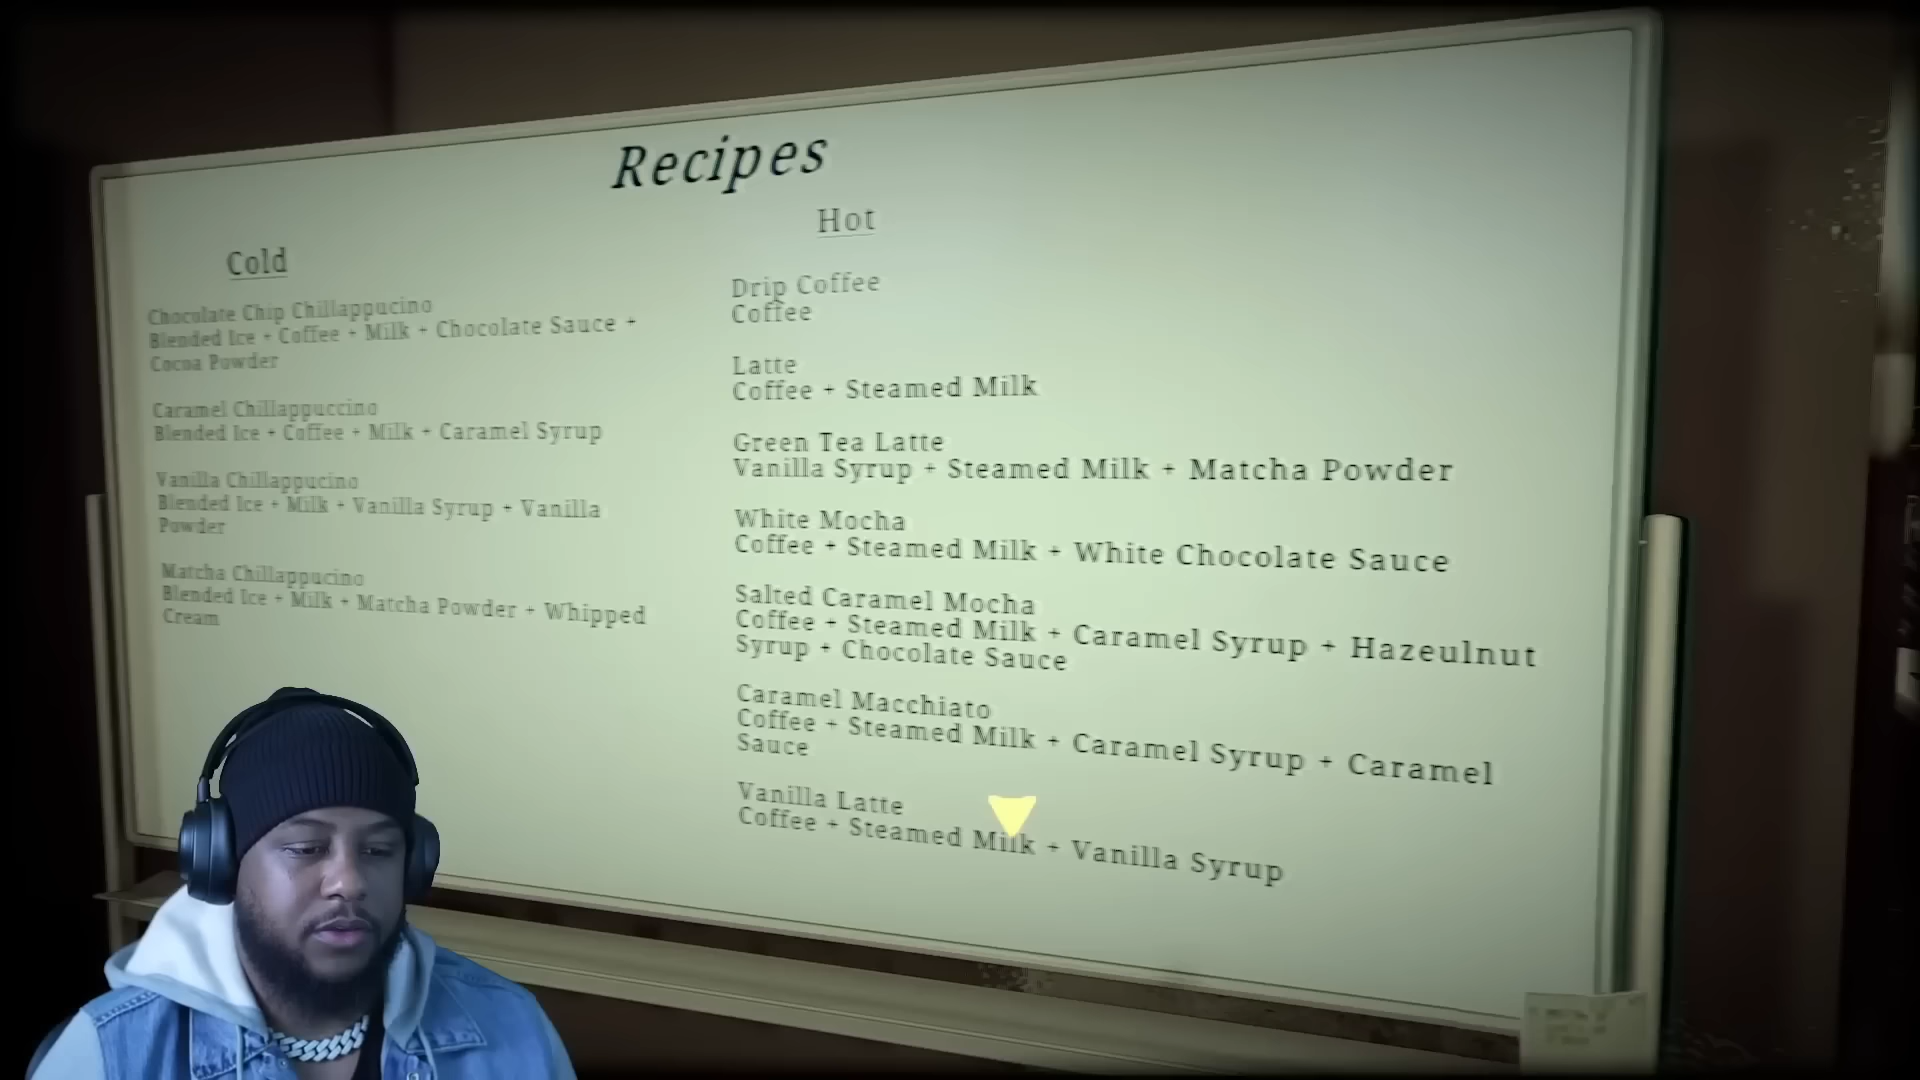 Recipes
Cold
Chocolate Chip Chillappucino
Blended Ice + Coffee + Milk + Chocolate Sauce +
Cocoa Powder
Caramel Chillappuccino
Blended Ice + Coffee + Milk + Caramel Syrup
Vanilla Chillappucino
Blended Ice + Milk + Vanilla Syrup + Vanilla
Powder
Matcha Chillappucino
Blended Ice + Milk + Matcha Powder + Whipped
Cream
Hot
Drip Coffee
Coffee
Latte
Coffee + Steamed Milk
Green Tea Latte
Vanilla Syrup + Steamed Milk + Matcha Powder
White Mocha
Coffee + Steamed Milk + White Chocolate Sauce
Salted Caramel Mocha
Coffee + Steamed Milk + Caramel Syrup + Hazeulnut
Syrup + Chocolate Sauce
Caramel Macchiato
Coffee + Steamed Milk + Caramel Syrup + Caramel
Sauce
Vanilla Latte
Coffee + Steamed Milk + Vanilla Syrup